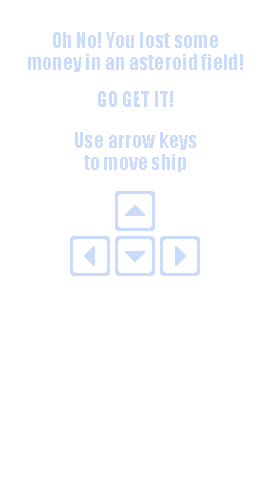 Oh No! You lost some
money in an asteroid field!
GO GET IT!
Use arrow keys
to move ship